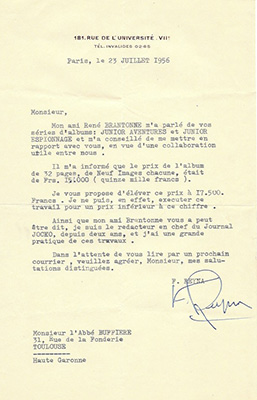 181. RUE DE L'UNIVERSITÉ. VIIe
TÉL. INVALIDES 02-65
Paris, le 23 JUILLET 1956
Monsieur,
Mon ami René BRANTONNE m'a parlé de vos
séries d'albums: JUNIOR AVENTURES et JUNIOR
ESPIONNAGE et m'a conseillé de me mettre en
rapport avec vous, en vue d'une collaboration
utile entre nous .
Il m'a informé que le prix de l'album
de 32 pages, de Neuf Images chacune, était
de Frs. 15.000 ( quinze mille francs ).
Je vous propose d'éléver ce prix à 17.500.
Francs . Je ne puis, en effet, executer ce
travail pour un prix inférieur à ce chiffre .
Ainsi que mon ami Brantonne vous a peut
être dit, je suis le redacteur en chef du Journal
JOCKO, depuis deux ans, et j'ai une grande
pratique de ces travaux .
Dans l'attente de vous lire par un prochain
courrier , veuillez agréer, Monsieur, mes salu-
tations distinguées.
F.
Monsieur l'Abbé BUFFIERE
31, Rue de la Fonderie
TOULOUSE
----------
Haute Garonne